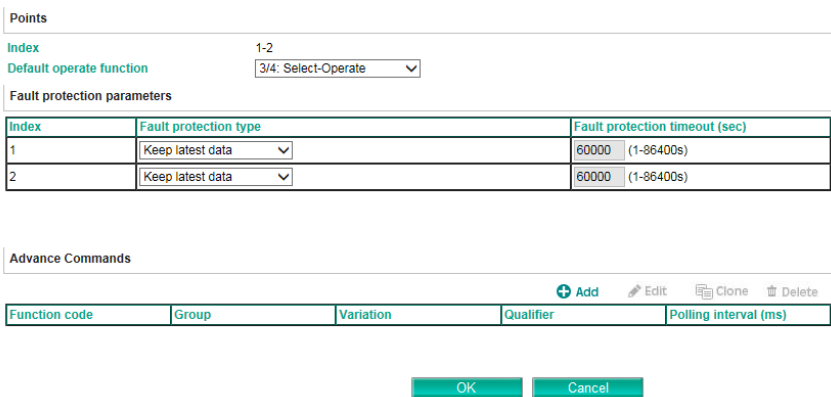 Points
Index 1-2
Default operate function 3/4: Select-Operate
Fault protection parameters
Index Fault protection type Fault protection timeout (sec)
1 Keep latest data 60000 (1-86400s)
2 Keep latest data 60000 (1-86400s)
Advance Commands
Add Edit Clone Delete
Function code Group Variation Qualifier Polling interval (ms)
OK Cancel